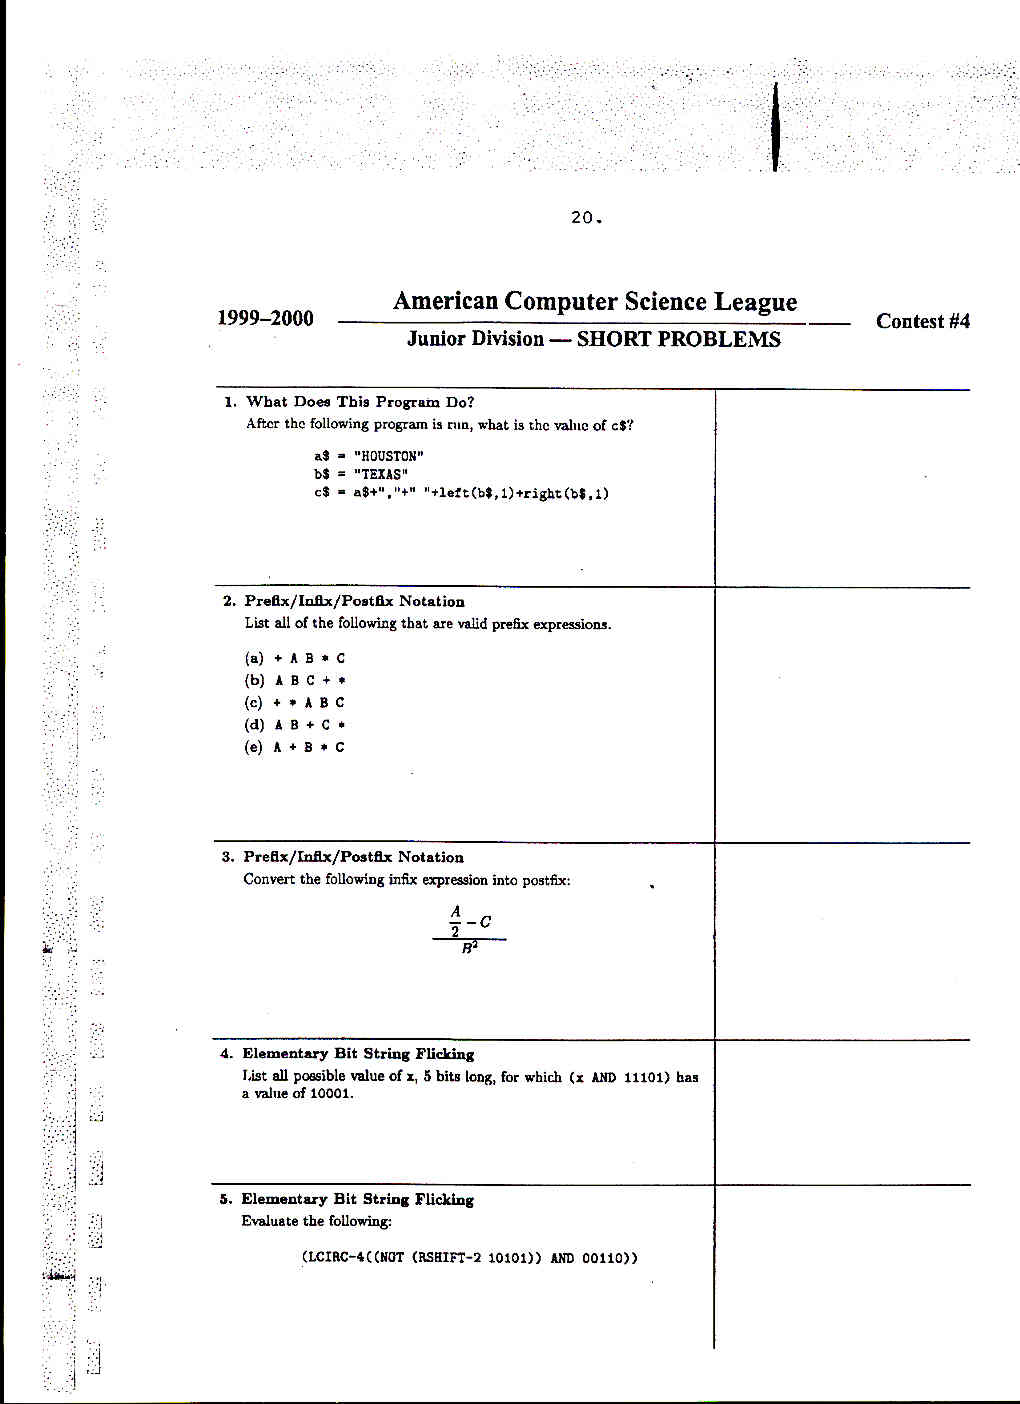 20.
American Computer Science League
1999–2000
Contest #4
Junior Division — SHORT PROBLEMS
1. What Does This Program Do?
After the following program is run, what is the value of c$?
a$ = "HOUSTON"
b$ = "TEXAS"
c$ = a$+","+" "+left(b$,1)+right(b$,1)
2. Prefix/Infix/Postfix Notation
List all of the following that are valid prefix expressions.
(a) + A B * C
(b) A B C + *
(c) + * A B C
(d) A B + C *
(e) A + B * C
3. Prefix/Infix/Postfix Notation
Convert the following infix expression into postfix:
A
2
− C
B²
4. Elementary Bit String Flicking
List all possible value of x, 5 bits long, for which (x AND 11101) has
a value of 10001.
5. Elementary Bit String Flicking
Evaluate the following:
(LCIRC-4((NOT (RSHIFT-2 10101)) AND 00110))